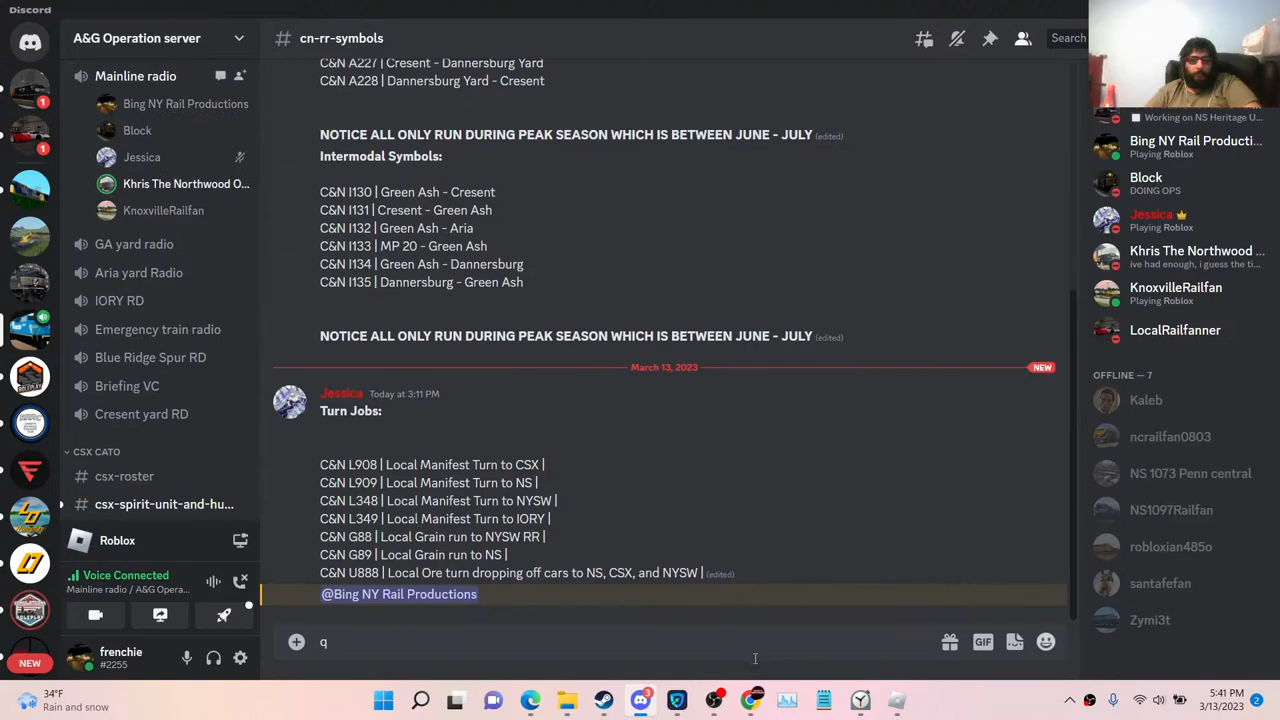 Discord
A&G Operation server
Mainline radio
Bing NY Rail Productions
Block
Jessica
Khris The Northwood O...
KnoxvilleRailfan
GA yard radio
Aria yard Radio
IORY RD
Emergency train radio
Blue Ridge Spur RD
Briefing VC
Cresent yard RD
CSX CATO
csx-roster
csx-spirit-unit-and-hu...
Roblox
Voice Connected
Mainline radio / A&G Opera...
frenchie
#2255
1
1
NEW
cn-rr-symbols
Search
C&N A227 | Cresent - Dannersburg Yard
C&N A228 | Dannersburg Yard - Cresent
NOTICE ALL ONLY RUN DURING PEAK SEASON WHICH IS BETWEEN JUNE - JULY (edited)
Intermodal Symbols:
C&N I130 | Green Ash - Cresent
C&N I131 | Cresent - Green Ash
C&N I132 | Green Ash - Aria
C&N I133 | MP 20 - Green Ash
C&N I134 | Green Ash - Dannersburg
C&N I135 | Dannersburg - Green Ash
NOTICE ALL ONLY RUN DURING PEAK SEASON WHICH IS BETWEEN JUNE - JULY (edited)
March 13, 2023 NEW
Jessica Today at 3:11 PM
Turn Jobs:
C&N L908 | Local Manifest Turn to CSX |
C&N L909 | Local Manifest Turn to NS |
C&N L348 | Local Manifest Turn to NYSW |
C&N L349 | Local Manifest Turn to IORY |
C&N G88 | Local Grain run to NYSW RR |
C&N G89 | Local Grain run to NS |
C&N U888 | Local Ore turn dropping off cars to NS, CSX, and NYSW | (edited)
@Bing NY Rail Productions
q
GIF
Working on NS Heritage U...
Bing NY Rail Producti...
Playing Roblox
Block
DOING OPS
Jessica
Playing Roblox
Khris The Northwood ...
ive had enough, i guess the ti...
KnoxvilleRailfan
Playing Roblox
LocalRailfanner
OFFLINE — 7
Kaleb
ncrailfan0803
NS 1073 Penn central
NS1097Railfan
robloxian485o
santafefan
Zymi3t
34°F
Rain and snow
3
5:41 PM
3/13/2023
2